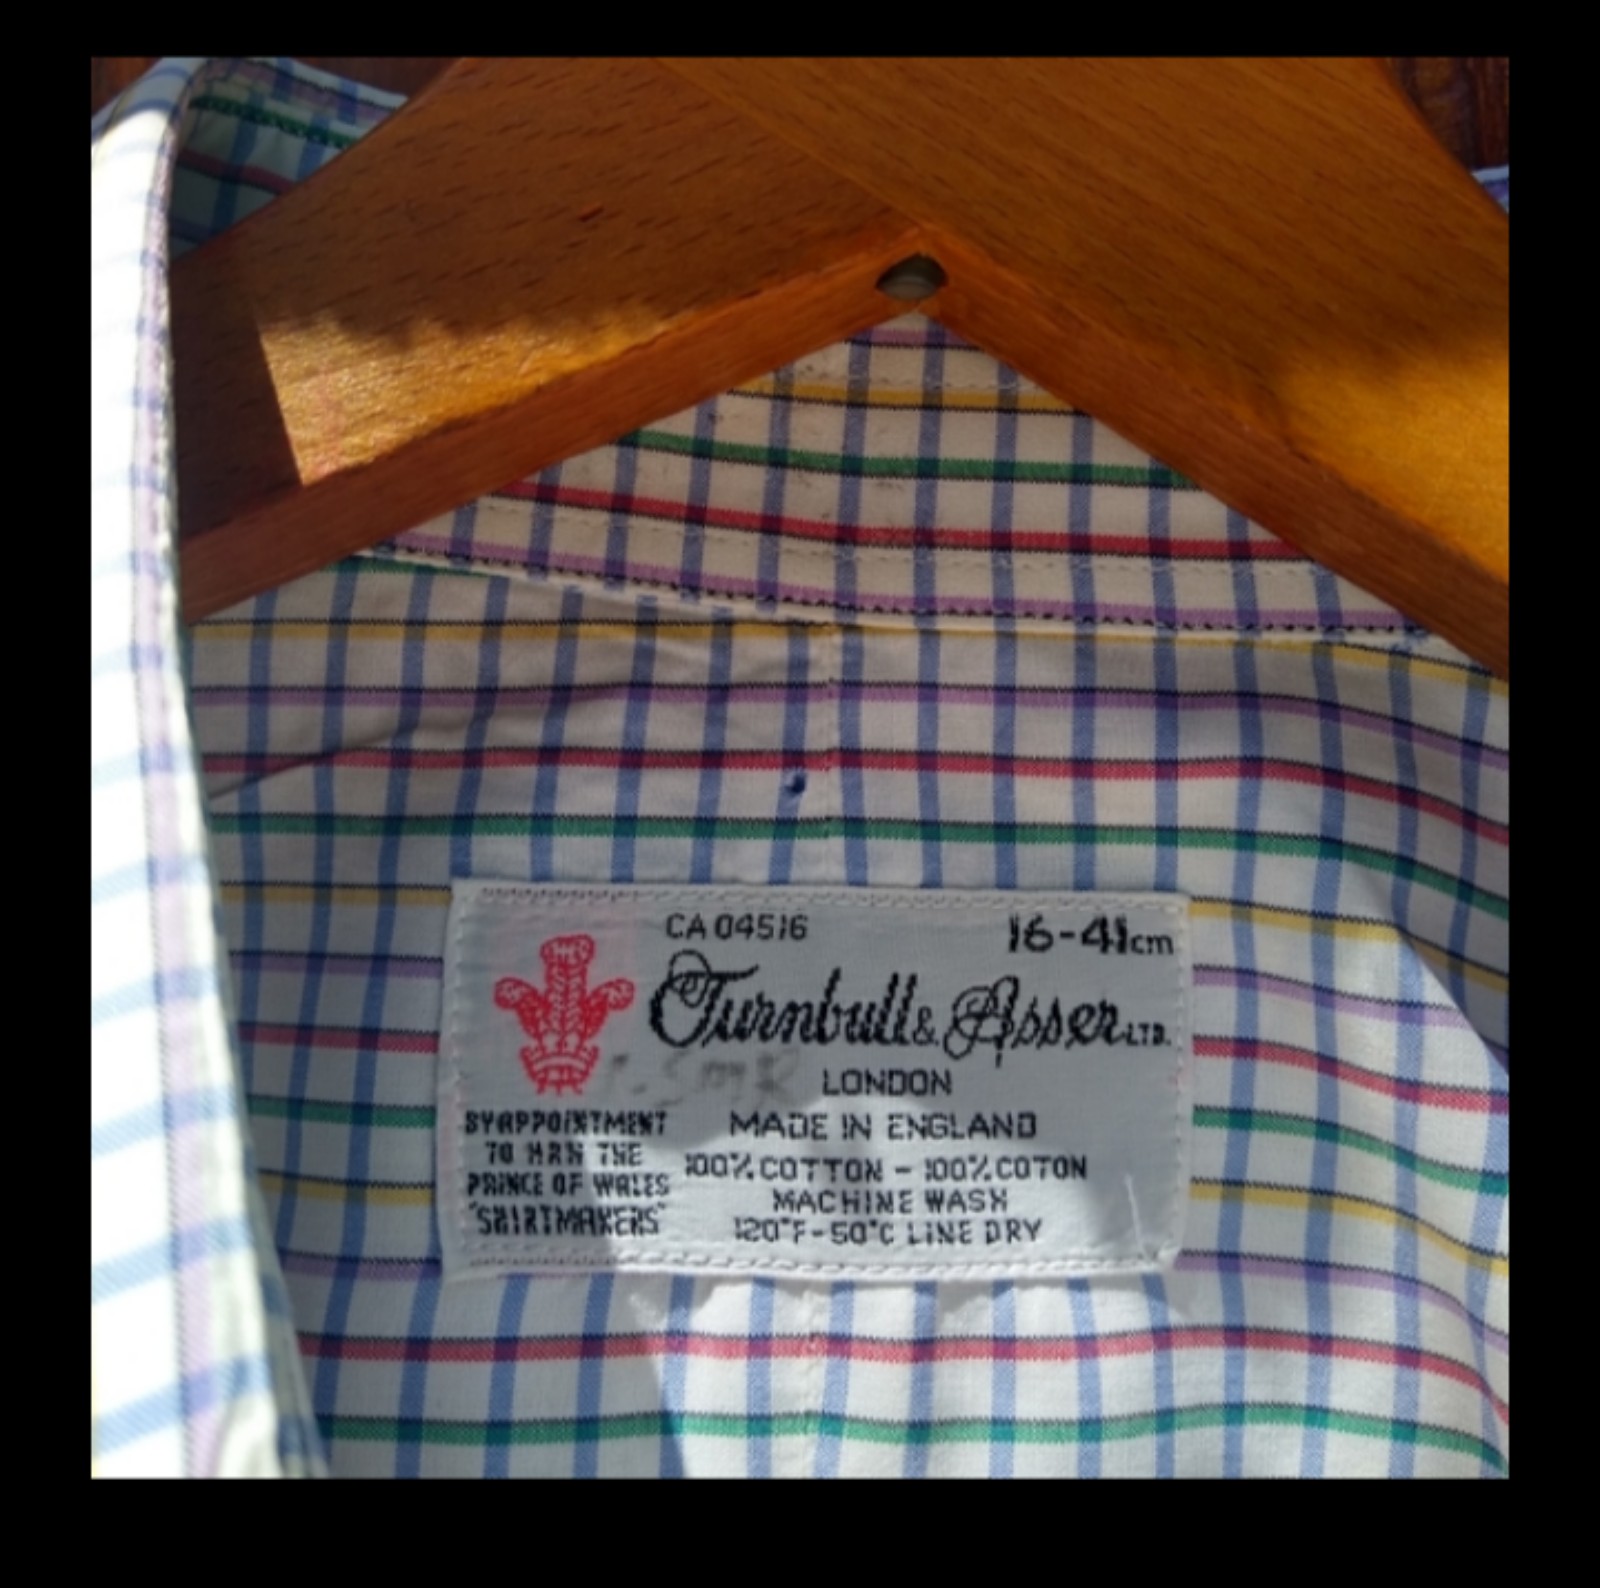 CA 04516 16-41cm
Turnbull & Asser LTD.
LONDON
BY APPOINTMENT
TO HRH THE
PRINCE OF WALES
"SHIRTMAKERS"
MADE IN ENGLAND
100% COTTON - 100% COTON
MACHINE WASH
120°F-50°C LINE DRY